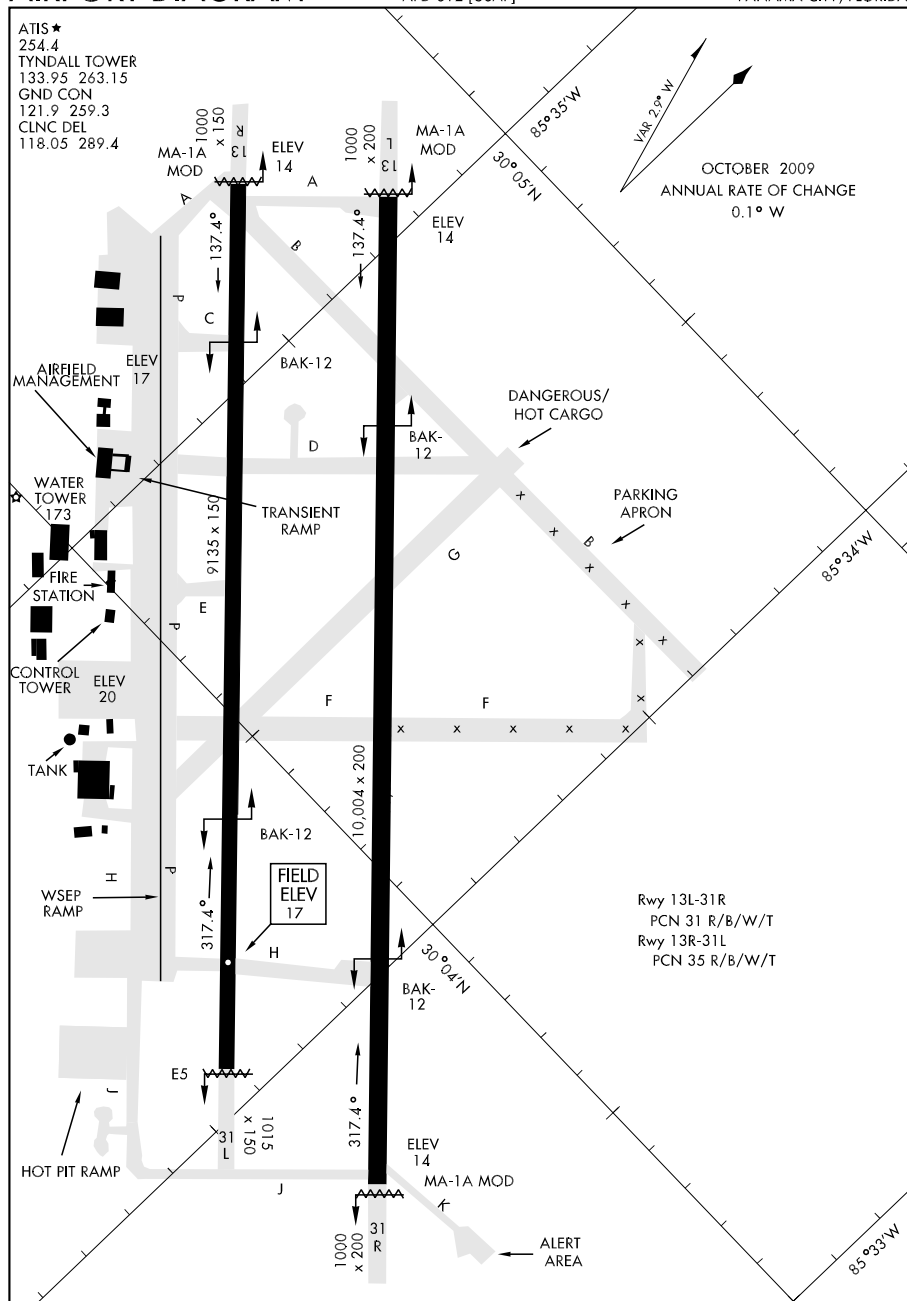 ATIS ★
254.4
TYNDALL TOWER
133.95 263.15
GND CON
121.9 259.3
CLNC DEL
118.05 289.4
1000
x 150
13
R
MA-1A
MOD
ELEV
14
A
A
1000
x 200
13
L
MA-1A
MOD
ELEV
14
85°35'W
30°05'N
VAR 2.9° W
OCTOBER 2009
ANNUAL RATE OF CHANGE
0.1° W
137.4°
137.4°
B
P
C
BAK-12
ELEV
17
AIRFIELD
MANAGEMENT
DANGEROUS/
HOT CARGO
BAK-
12
D
WATER
TOWER
173
TRANSIENT
RAMP
9135 x 150
PARKING
APRON
B
G
85°34'W
FIRE
STATION
E
P
CONTROL
TOWER
ELEV
20
F
F
x
x
x
x
x
x
x
x
x
x
x
x
TANK
10,004 x 200
BAK-12
H
P
WSEP
RAMP
317.4°
FIELD
ELEV
17
H
30°04'N
BAK-
12
Rwy 13L-31R
PCN 31 R/B/W/T
Rwy 13R-31L
PCN 35 R/B/W/T
E5
J
317.4°
31
L
1015
x 150
HOT PIT RAMP
J
ELEV
14
MA-1A MOD
K
1000
x 200
31
R
ALERT
AREA
85°33'W